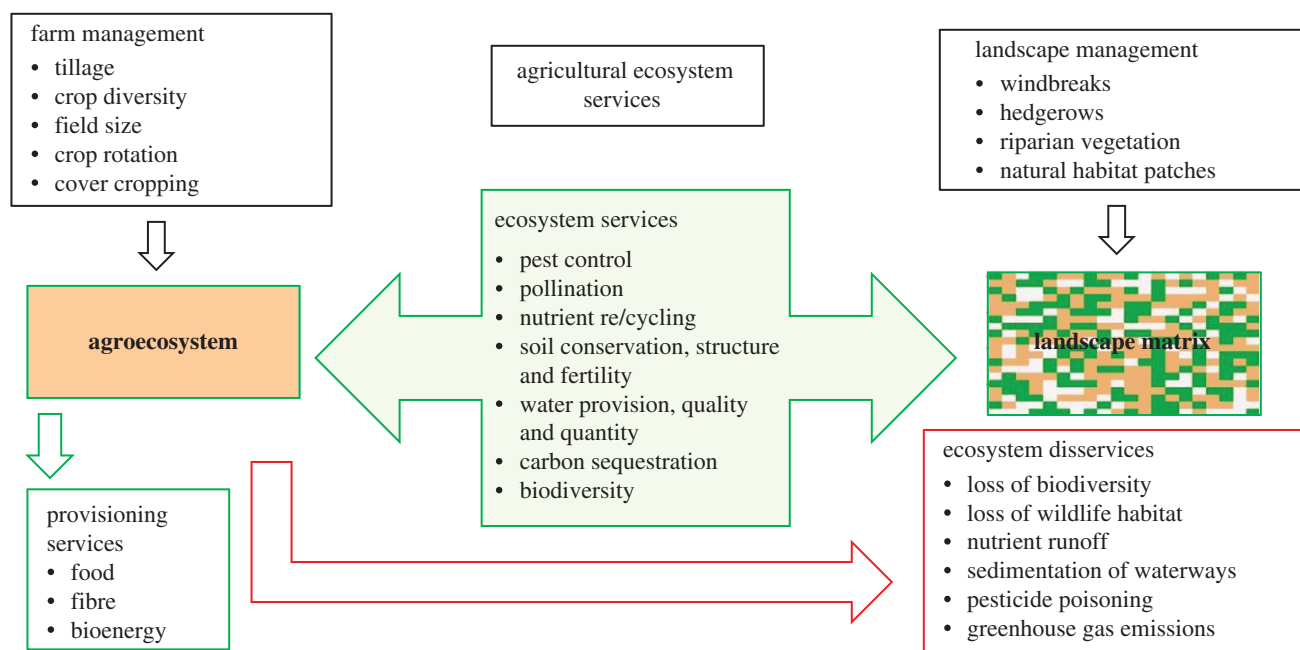 farm management
• tillage
• crop diversity
• field size
• crop rotation
• cover cropping
agricultural ecosystem
services
landscape management
• windbreaks
• hedgerows
• riparian vegetation
• natural habitat patches
ecosystem services
• pest control
• pollination
• nutrient re/cycling
• soil conservation, structure
and fertility
• water provision, quality
and quantity
• carbon sequestration
• biodiversity
agroecosystem
landscape matrix
provisioning
services
• food
• fibre
• bioenergy
ecosystem disservices
• loss of biodiversity
• loss of wildlife habitat
• nutrient runoff
• sedimentation of waterways
• pesticide poisoning
• greenhouse gas emissions